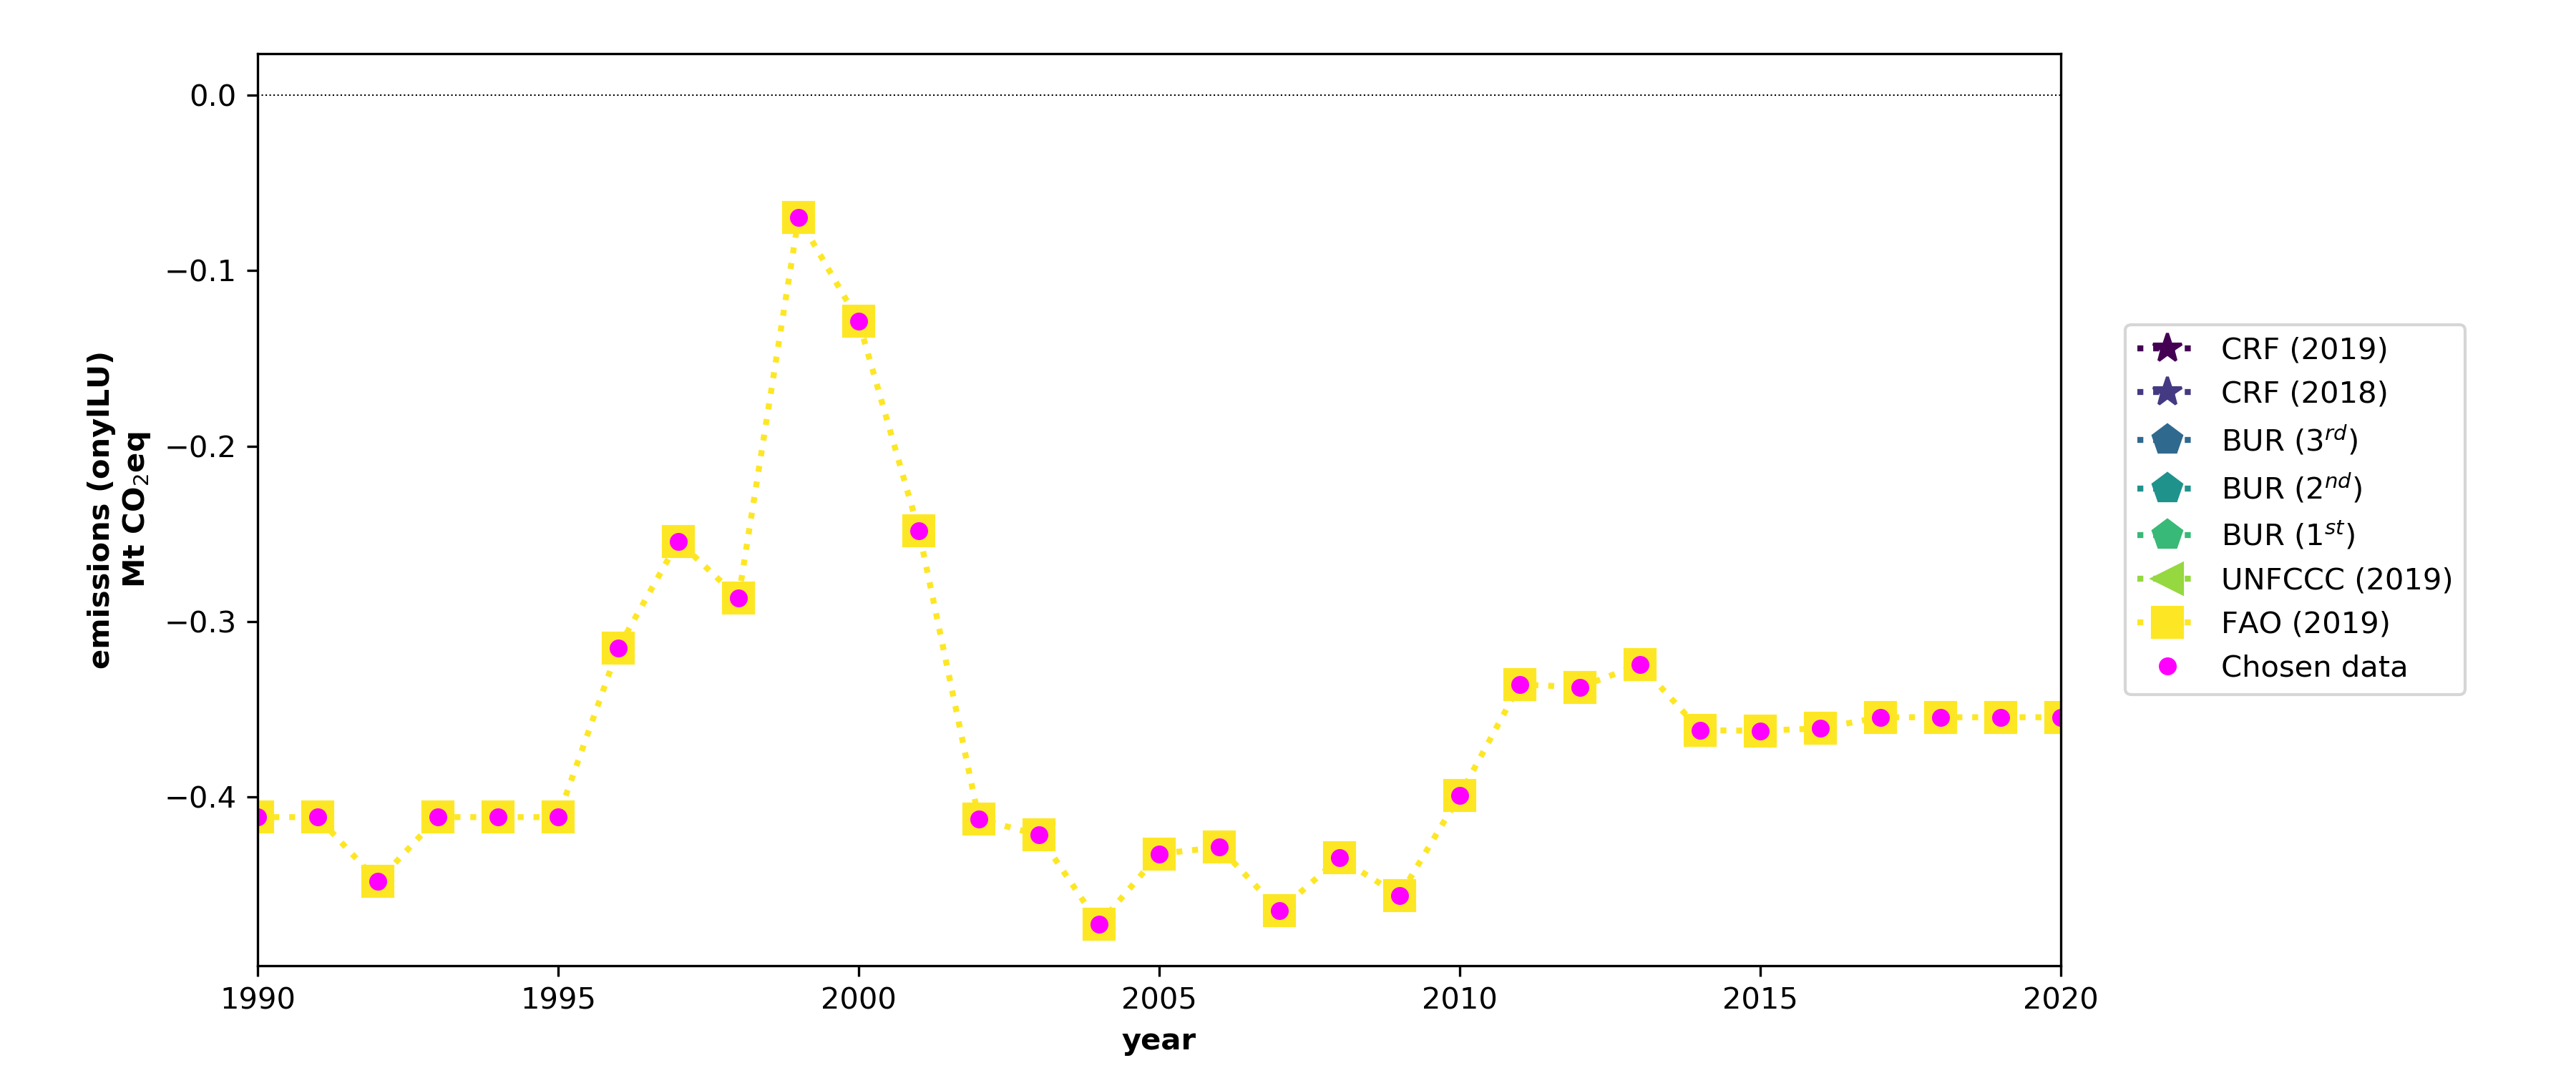 0.0
−0.1
−0.2
−0.3
−0.4
emissions (onylLU)
Mt CO₂eq
1990 1995 2000 2005 2010 2015 2020
year
CRF (2019)
CRF (2018)
BUR (3ʳᵈ)
BUR (2ⁿᵈ)
BUR (1ˢᵗ)
UNFCCC (2019)
FAO (2019)
Chosen data